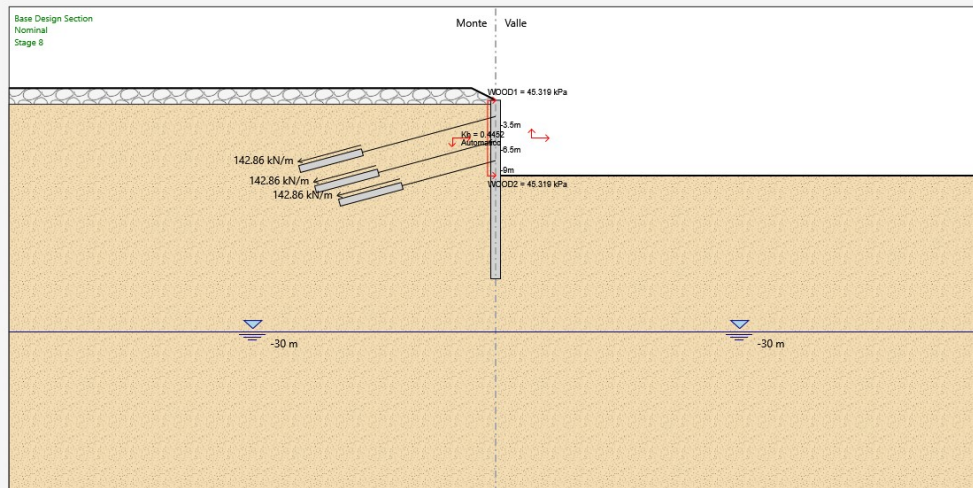 Base Design Section
Nominal
Stage 8
Monte
Valle
WOOD1 = 45.319 kPa
-3.5m
Kh = 0.4452
Automatico
-6.5m
142.86 kN/m
142.86 kN/m
142.86 kN/m
-9m
WOOD2 = 45.319 kPa
-30 m
-30 m